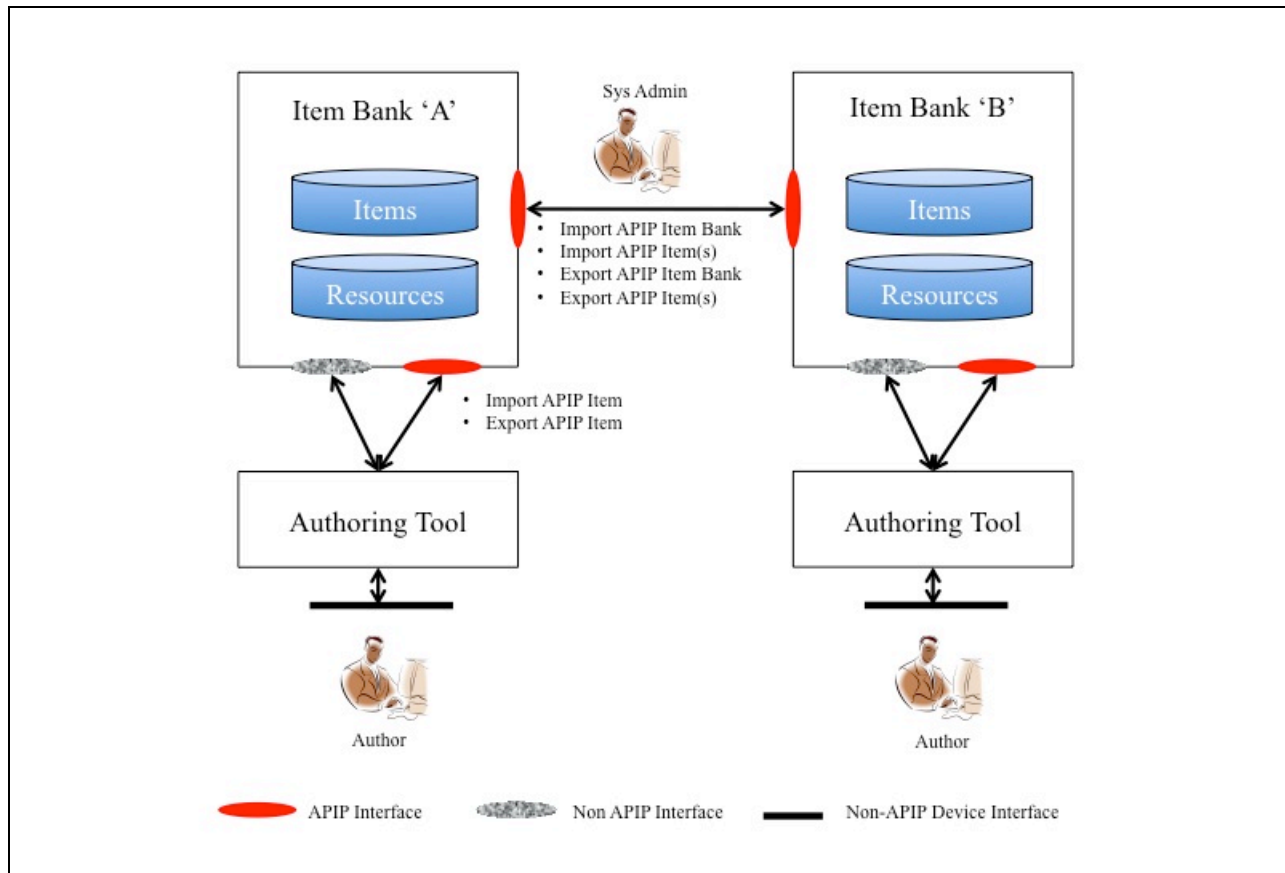 Item Bank ‘A’
Items
Resources
Sys Admin
• Import APIP Item Bank
• Import APIP Item(s)
• Export APIP Item Bank
• Export APIP Item(s)
Item Bank ‘B’
Items
Resources
• Import APIP Item
• Export APIP Item
Authoring Tool
Authoring Tool
Author
Author
APIP Interface
Non APIP Interface
Non-APIP Device Interface